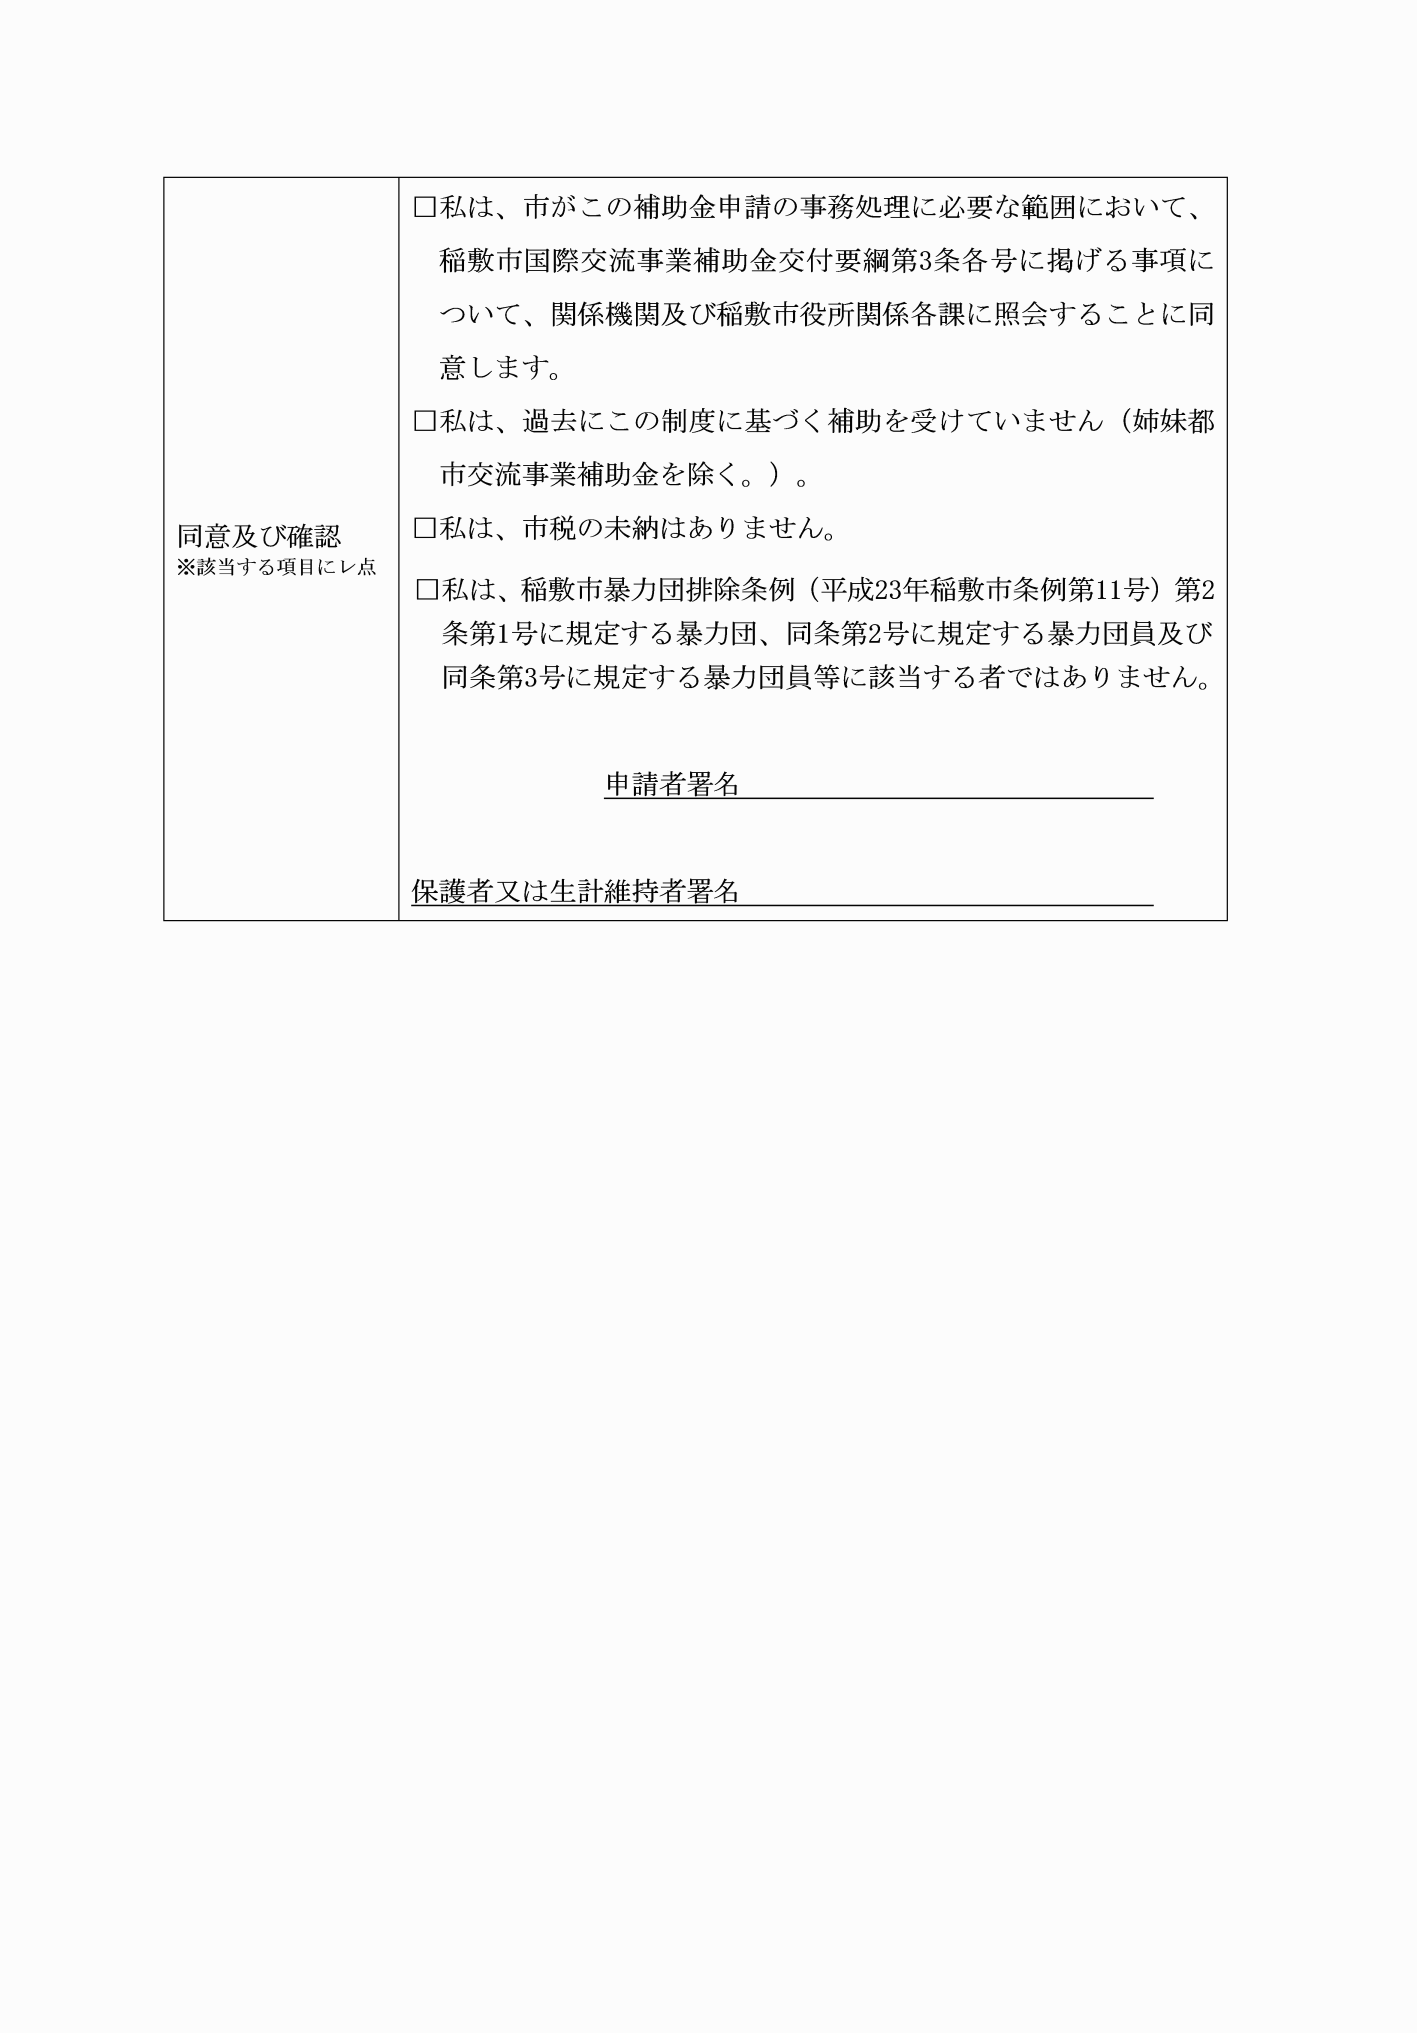 同意及び確認
※該当する項目にレ点
□私は、市がこの補助金申請の事務処理に必要な範囲において、
稲敷市国際交流事業補助金交付要綱第3条各号に掲げる事項に
ついて、関係機関及び稲敷市役所関係各課に照会することに同
意します。
□私は、過去にこの制度に基づく補助を受けていません（姉妹都
市交流事業補助金を除く。）。
□私は、市税の未納はありません。
□私は、稲敷市暴力団排除条例（平成23年稲敷市条例第11号）第2
条第1号に規定する暴力団、同条第2号に規定する暴力団員及び
同条第3号に規定する暴力団員等に該当する者ではありません。
申請者署名
保護者又は生計維持者署名